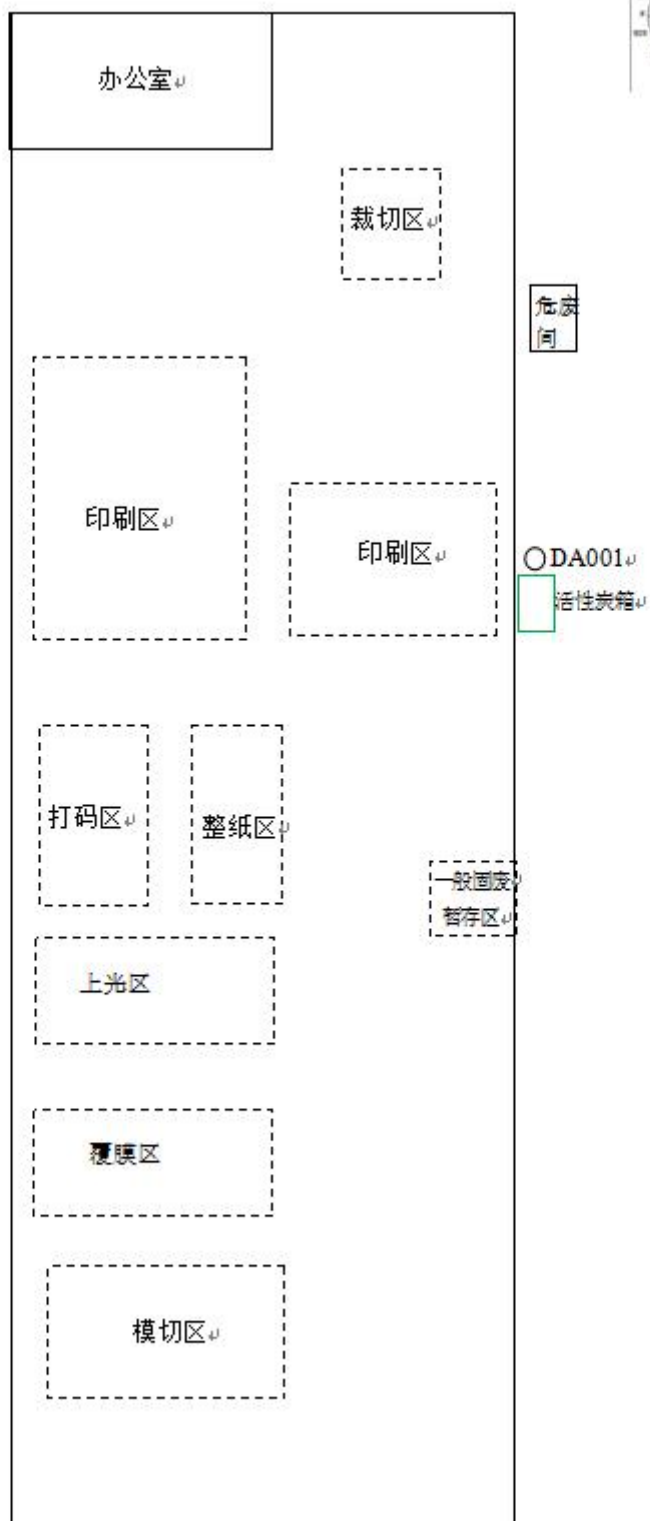 办公室
裁切区
危废
间
印刷区
印刷区
DA001
活性炭箱
打码区
整纸区
一般固废
暂存区
上光区
覆膜区
模切区